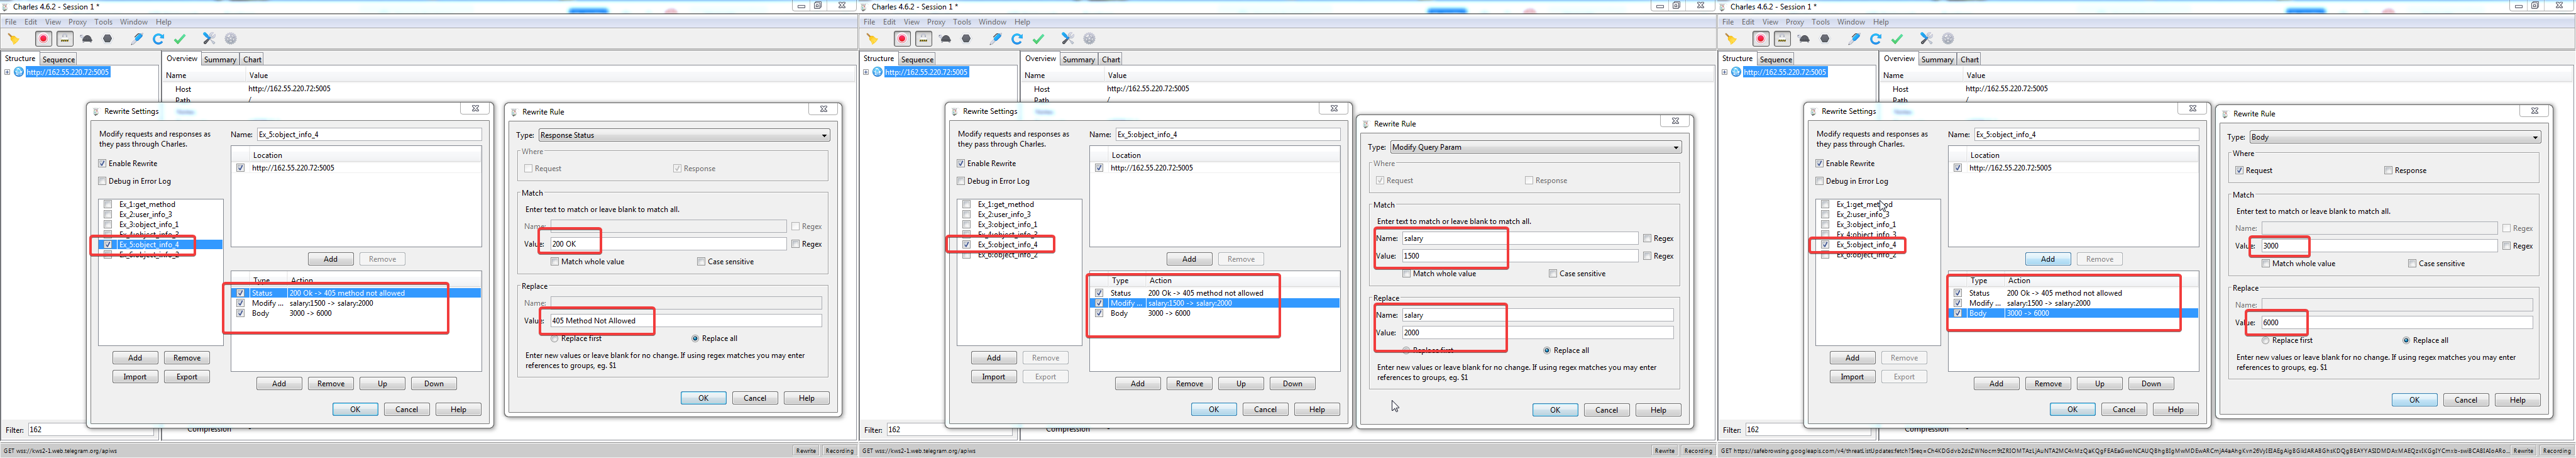 Charles 4.6.2 - Session 1 *
File Edit View Proxy Tools Window Help
Structure Sequence
http://162.55.220.72:5005
Overview Summary Chart
Name Value
Host http://162.55.220.72:5005
Path /
Rewrite Settings
Modify requests and responses as
they pass through Charles.
Enable Rewrite
Debug in Error Log
Ex_1:get_method
Ex_2:user_info_3
Ex_3:object_info_1
Ex_4:object_info_3
Ex_5:object_info_4
Ex_6:object_info_2
Add Remove
Import Export
Name: Ex_5:object_info_4
Location
http://162.55.220.72:5005
Add Remove
Type Action
Status 200 Ok -> 405 method not allowed
Modify ... salary:1500 -> salary:2000
Body 3000 -> 6000
Add Remove Up Down
OK Cancel Help
Rewrite Rule
Type: Response Status
Where
Request Response
Match
Enter text to match or leave blank to match all.
Name: Regex
Value: 200 OK Regex
Match whole value Case sensitive
Replace
Name:
Value: 405 Method Not Allowed
Replace first Replace all
Enter new values or leave blank for no change. If using regex matches you may enter
references to groups, eg. $1
OK Cancel Help
Filter: 162
Compression
GET wss://kws2-1.web.telegram.org/apiws
Rewrite Recording
Charles 4.6.2 - Session 1 *
File Edit View Proxy Tools Window Help
Structure Sequence
http://162.55.220.72:5005
Overview Summary Chart
Name Value
Host http://162.55.220.72:5005
Path /
Rewrite Settings
Modify requests and responses as
they pass through Charles.
Enable Rewrite
Debug in Error Log
Ex_1:get_method
Ex_2:user_info_3
Ex_3:object_info_1
Ex_4:object_info_3
Ex_5:object_info_4
Ex_6:object_info_2
Add Remove
Import Export
Name: Ex_5:object_info_4
Location
http://162.55.220.72:5005
Add Remove
Type Action
Status 200 Ok -> 405 method not allowed
Modify ... salary:1500 -> salary:2000
Body 3000 -> 6000
Add Remove Up Down
OK Cancel Help
Rewrite Rule
Type: Modify Query Param
Where
Request Response
Match
Enter text to match or leave blank to match all.
Name: salary Regex
Value: 1500 Regex
Match whole value Case sensitive
Replace
Name: salary
Value: 2000
Replace first Replace all
Enter new values or leave blank for no change. If using regex matches you may enter
references to groups, eg. $1
OK Cancel Help
Filter: 162
Compression
GET wss://kws2-1.web.telegram.org/apiws
Rewrite Recording
Charles 4.6.2 - Session 1 *
File Edit View Proxy Tools Window Help
Structure Sequence
http://162.55.220.72:5005
Overview Summary Chart
Name Value
Host http://162.55.220.72:5005
Path /
Rewrite Settings
Modify requests and responses as
they pass through Charles.
Enable Rewrite
Debug in Error Log
Ex_1:get_method
Ex_2:user_info_3
Ex_3:object_info_1
Ex_4:object_info_3
Ex_5:object_info_4
Ex_6:object_info_2
Add Remove
Import Export
Name: Ex_5:object_info_4
Location
http://162.55.220.72:5005
Add Remove
Type Action
Status 200 Ok -> 405 method not allowed
Modify ... salary:1500 -> salary:2000
Body 3000 -> 6000
Add Remove Up Down
OK Cancel Help
Rewrite Rule
Type: Body
Where
Request Response
Match
Enter text to match or leave blank to match all.
Name: Regex
Value: 3000 Regex
Match whole value Case sensitive
Replace
Name:
Value: 6000
Replace first Replace all
Enter new values or leave blank for no change. If using regex matches you may enter
references to groups, eg. $1
OK Cancel Help
Filter: 162
Compression
Rewrite Recording